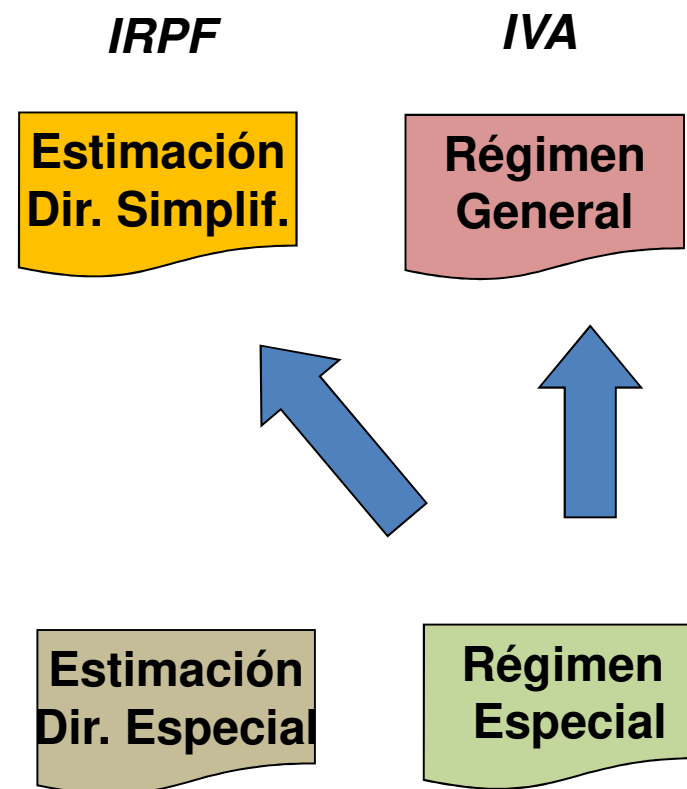 IRPF
IVA
Estimación
Dir. Simplif.
Régimen
General
Estimación
Dir. Especial
Régimen
Especial